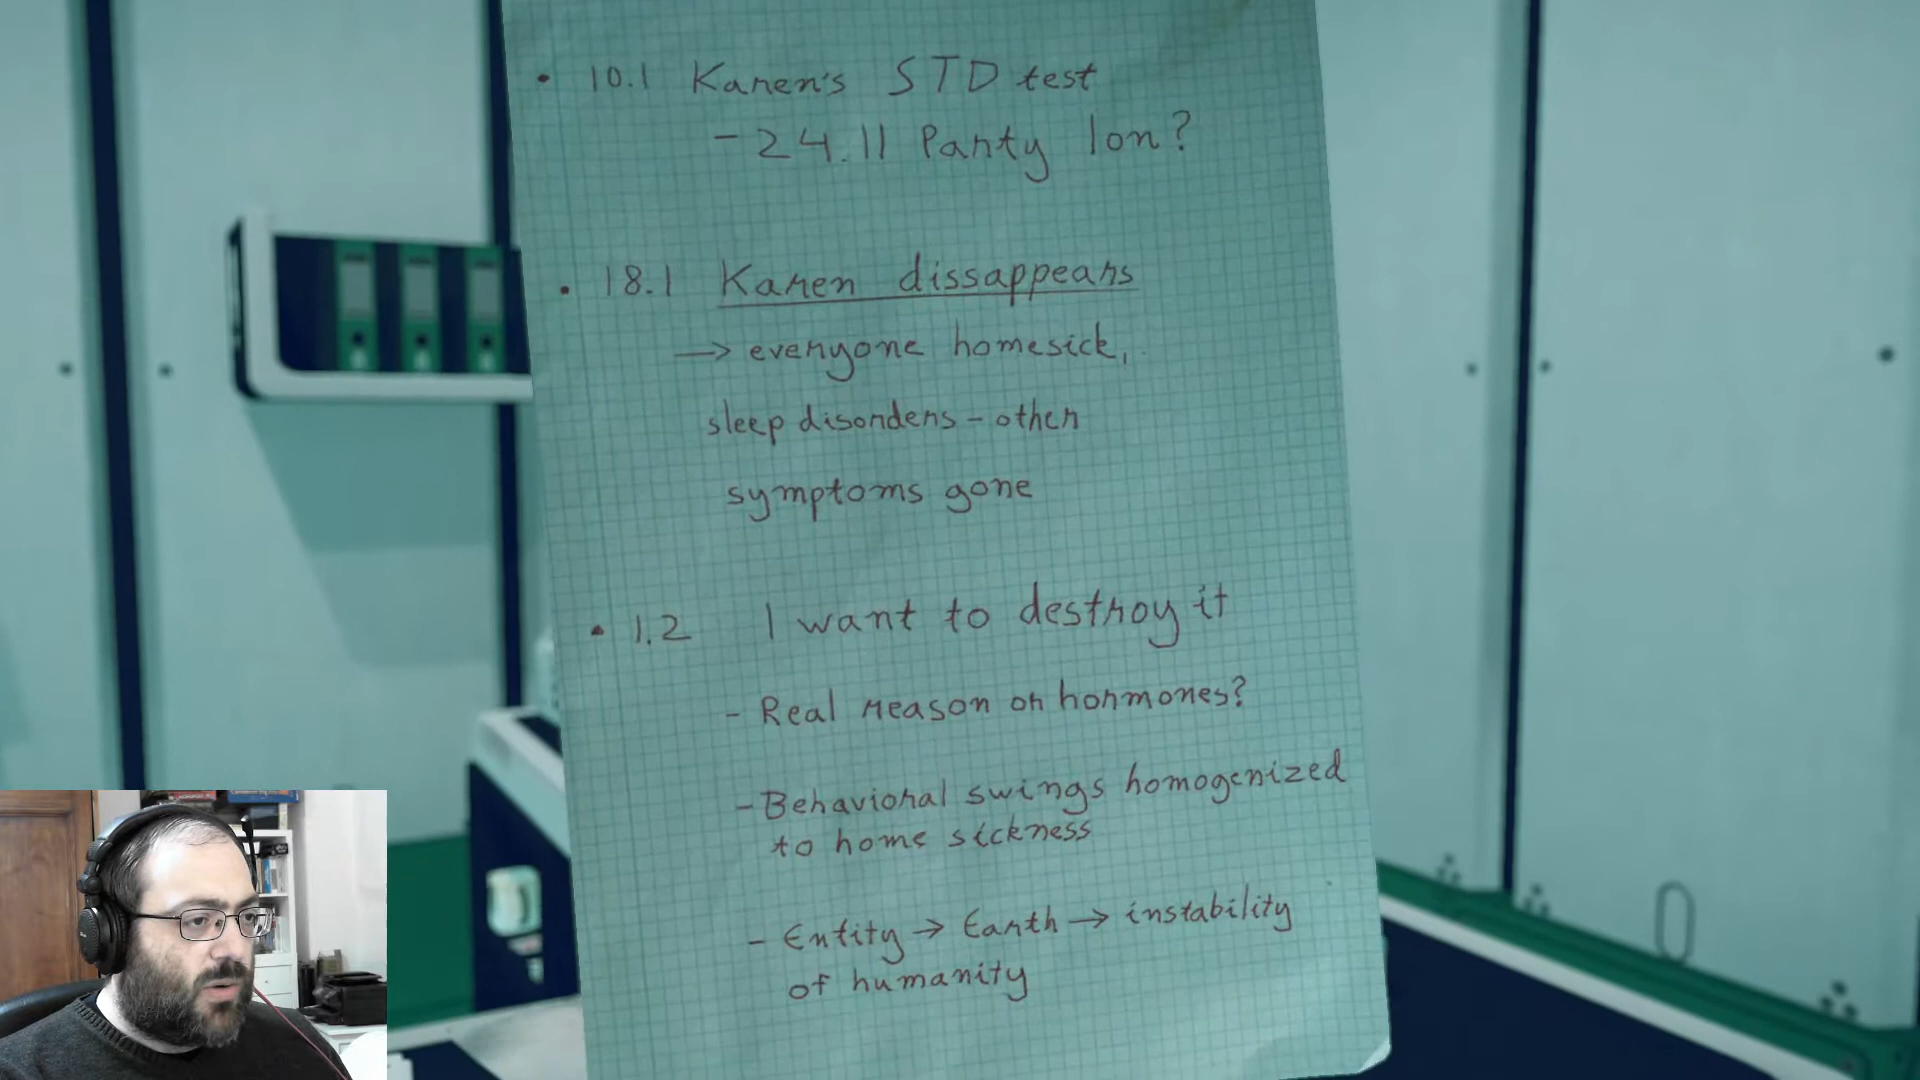 • 10.1 Karen's STD test
- 24.11 Party Ion?
• 18.1 Karen dissappears
→ everyone homesick,
sleep disorders - other
symptoms gone
• 1.2 I want to destroy it
- Real reason or hormones?
- Behavioral swings homogenized
to home sickness
- Entity → Earth → instability
of humanity